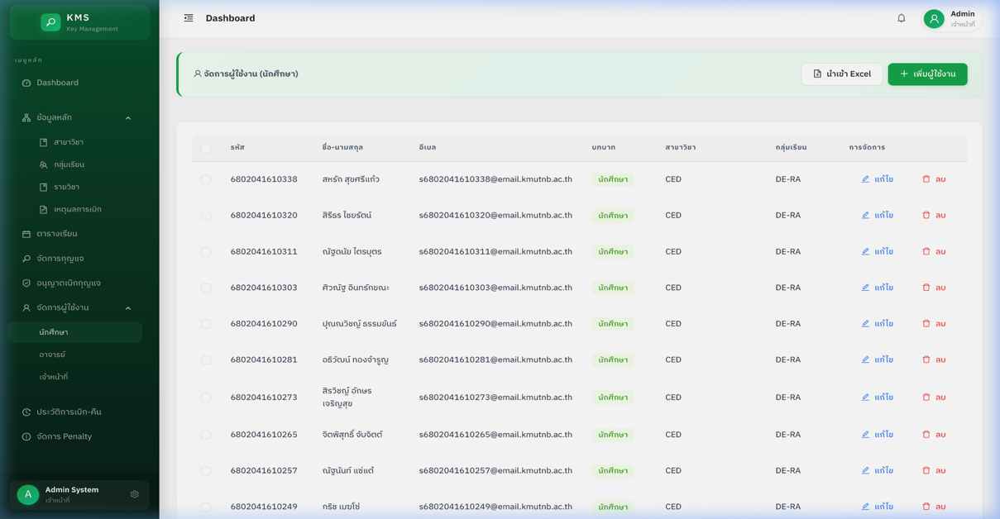 KMS
Key Management
เมนูหลัก
Dashboard
ข้อมูลหลัก
สาขาวิชา
กลุ่มเรียน
รายวิชา
เหตุผลการเบิก
ตารางเรียน
จัดการกุญแจ
อนุญาตเบิกกุญแจ
จัดการผู้ใช้งาน
นักศึกษา
อาจารย์
เจ้าหน้าที่
ประวัติการเบิก-คืน
จัดการ Penalty
A
Admin System
เจ้าหน้าที่
Dashboard
Admin
เจ้าหน้าที่
จัดการผู้ใช้งาน (นักศึกษา)
นำเข้า Excel
เพิ่มผู้ใช้งาน
รหัส ชื่อ-นามสกุล อีเมล บทบาท สาขาวิชา กลุ่มเรียน การจัดการ
6802041610338 สหรัถ สุขศรีแก้ว s6802041610338@email.kmutnb.ac.th นักศึกษา CED DE-RA แก้ไข ลบ
6802041610320 สิรีธร ไชยรัตน์ s6802041610320@email.kmutnb.ac.th นักศึกษา CED DE-RA แก้ไข ลบ
6802041610311 ณัฐดนัย ไตรบุตร s6802041610311@email.kmutnb.ac.th นักศึกษา CED DE-RA แก้ไข ลบ
6802041610303 ศิวณัฐ อินทรักขณะ s6802041610303@email.kmutnb.ac.th นักศึกษา CED DE-RA แก้ไข ลบ
6802041610290 ปุณณวิชญ์ ธรรมขันธ์ s6802041610290@email.kmutnb.ac.th นักศึกษา CED DE-RA แก้ไข ลบ
6802041610281 อธิวัฒน์ ทองจำรูญ s6802041610281@email.kmutnb.ac.th นักศึกษา CED DE-RA แก้ไข ลบ
6802041610273 สิรวิชญ์ อักษร s6802041610273@email.kmutnb.ac.th นักศึกษา CED DE-RA แก้ไข ลบ
เจริญสุข
6802041610265 จิตพิสุทธิ์ จับจิตต์ s6802041610265@email.kmutnb.ac.th นักศึกษา CED DE-RA แก้ไข ลบ
6802041610257 ณัฐนันท์ แซ่แต้ s6802041610257@email.kmutnb.ac.th นักศึกษา CED DE-RA แก้ไข ลบ
6802041610249 กริช เมฆโซ่ s6802041610249@email.kmutnb.ac.th นักศึกษา CED DE-RA แก้ไข ลบ